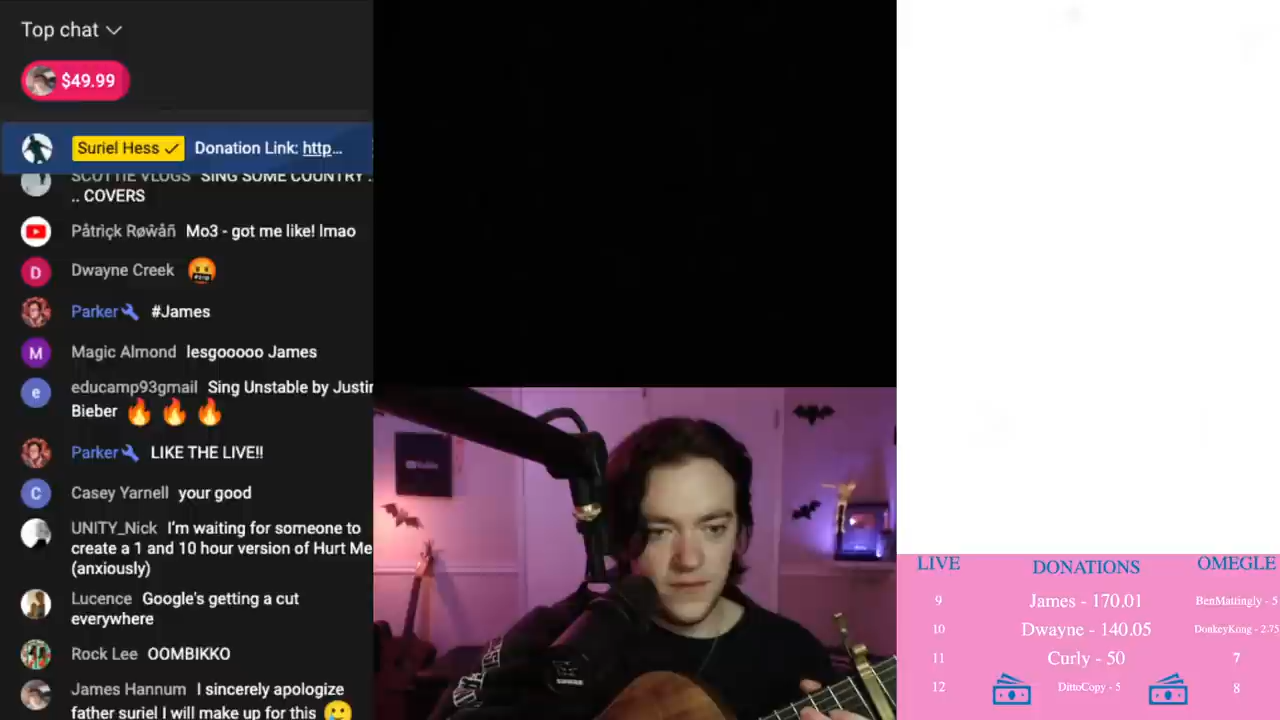 Top chat
$49.99
Suriel Hess Donation Link: http...
SCOTTIE VLOGS SING SOME COUNTRY ..
.. COVERS
Påtrìçk Røŵåñ Mo3 - got me like! lmao
D
Dwayne Creek
Parker #James
M
Magic Almond lesgooooo James
e
educamp93gmail Sing Unstable by Justin
Bieber
Parker LIKE THE LIVE!!
C
Casey Yarnell your good
UNITY_Nick I'm waiting for someone to
create a 1 and 10 hour version of Hurt Me
(anxiously)
Lucence Google's getting a cut
everywhere
Rock Lee OOMBIKKO
James Hannum I sincerely apologize
father suriel I will make up for this
LIVE
9
10
11
12
DONATIONS
James - 170.01
Dwayne - 140.05
Curly - 50
DittoCopy - 5
OMEGLE
BenMattingly - 5
DonkeyKong - 2.75
7
8